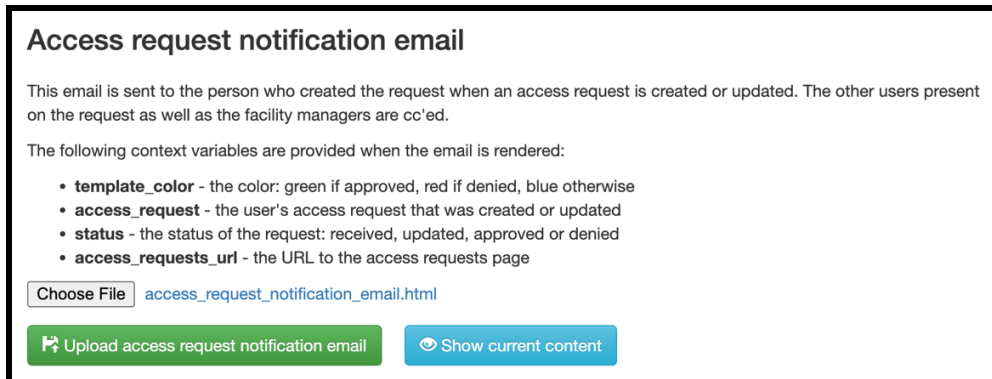 Access request notification email
This email is sent to the person who created the request when an access request is created or updated. The other users present
on the request as well as the facility managers are cc'ed.
The following context variables are provided when the email is rendered:
• template_color - the color: green if approved, red if denied, blue otherwise
• access_request - the user's access request that was created or updated
• status - the status of the request: received, updated, approved or denied
• access_requests_url - the URL to the access requests page
Choose File access_request_notification_email.html
Upload access request notification email Show current content